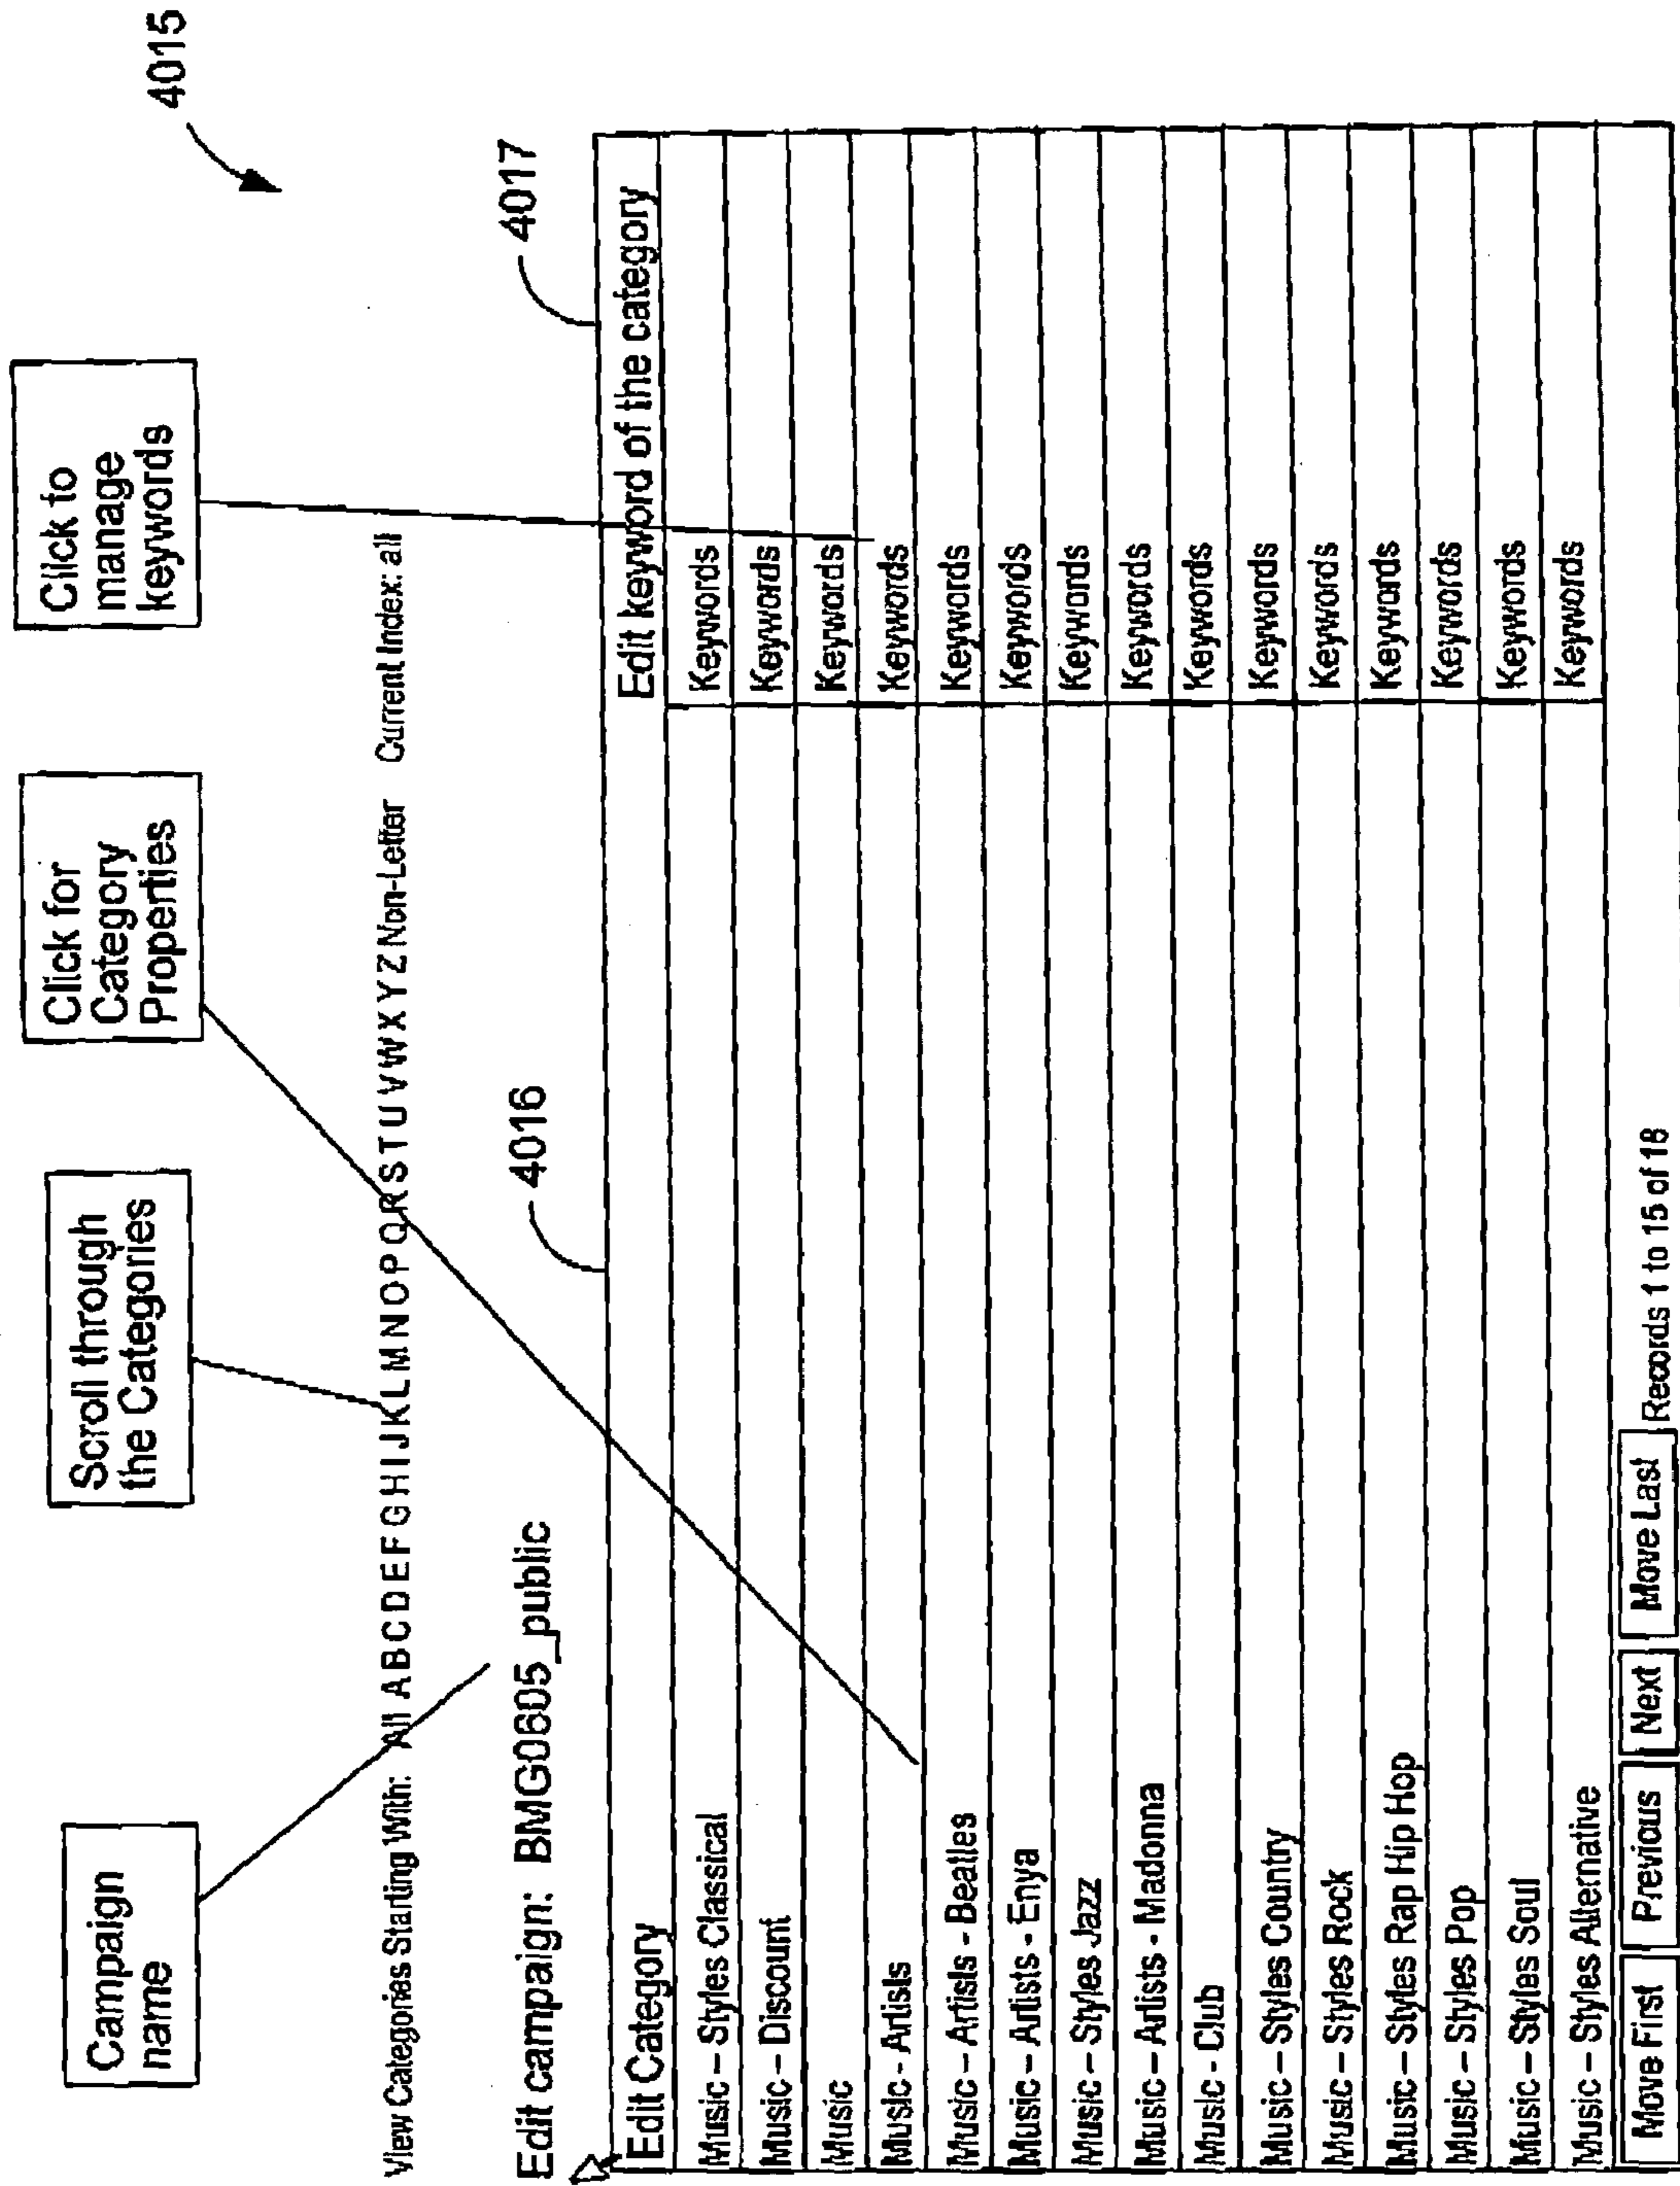 4015
Campaign name
Scroll through the Categories
Click for Category Properties
Click to manage keywords
View Categories Starting With: All A B C D E F G H I J K L M N O P Q R S T U V W X Y Z Non-Letter Current Index: all
Edit campaign: BMG0605_public
4016
4017
Edit Category Edit keyword of the category
Music – Styles Classical Keywords
Music – Discount Keywords
Music Keywords
Music - Artists Keywords
Music – Artists - Beatles Keywords
Music – Artists - Enya Keywords
Music – Styles Jazz Keywords
Music – Artists - Madonna Keywords
Music - Club Keywords
Music – Styles Country Keywords
Music – Styles Rock Keywords
Music – Styles Rap Hip Hop Keywords
Music – Styles Pop Keywords
Music – Styles Soul Keywords
Music – Styles Alternative Keywords
Move First Previous Next Move Last Records 1 to 15 of 18